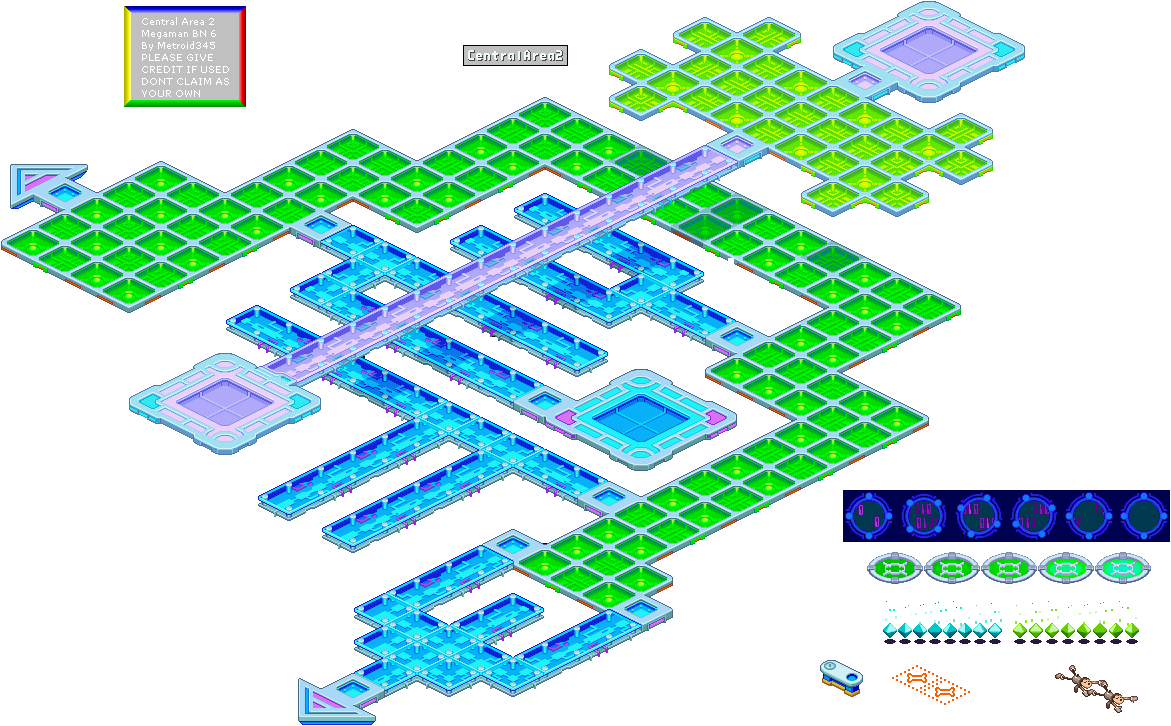 Central Area 2
Megaman BN 6
By Metroid345
PLEASE GIVE
CREDIT IF USED
DONT CLAIM AS
YOUR OWN
CentralArea2